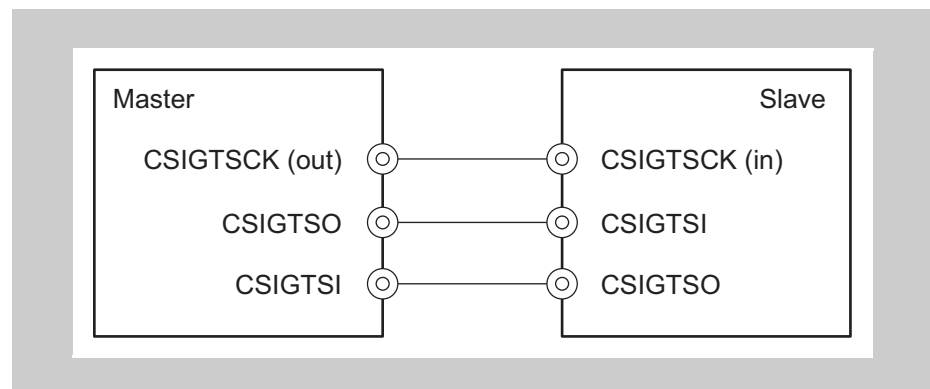 Master Slave
CSIGTSCK (out) CSIGTSCK (in)
CSIGTSO CSIGTSI
CSIGTSI CSIGTSO